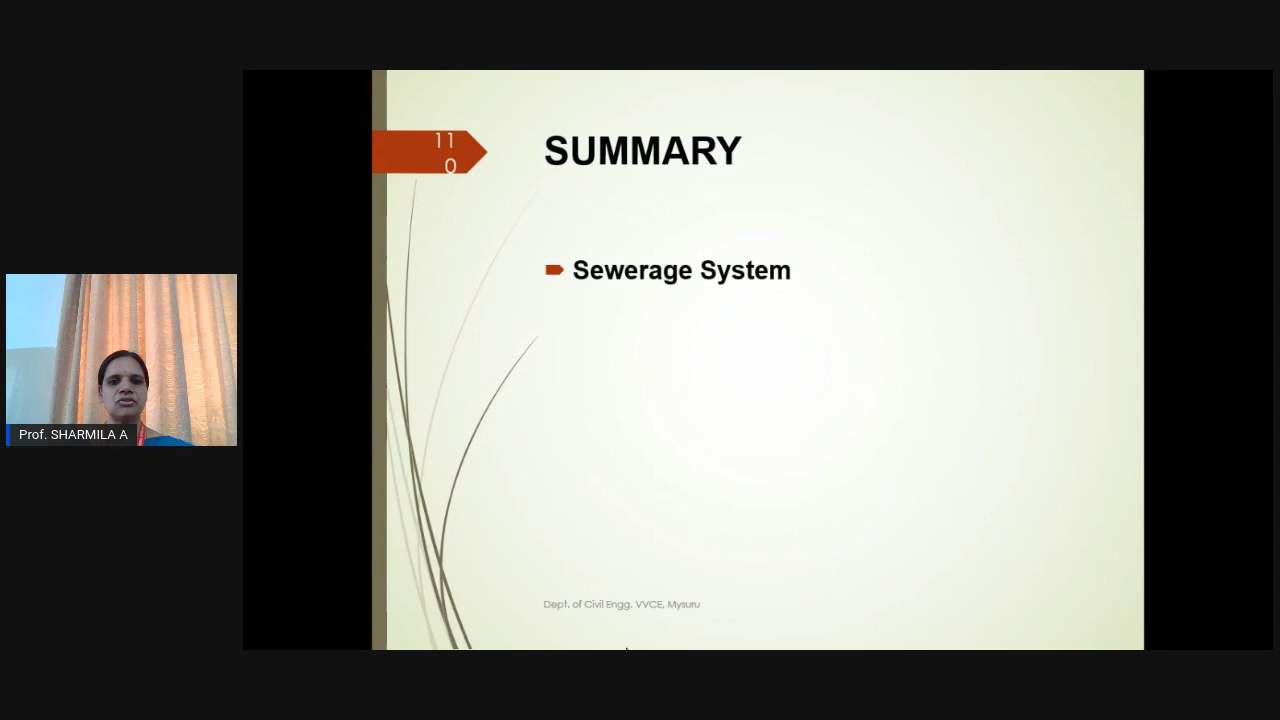 11
0
SUMMARY
Sewerage System
Prof. SHARMILA A
Dept. of Civil Engg. VVCE, Mysuru